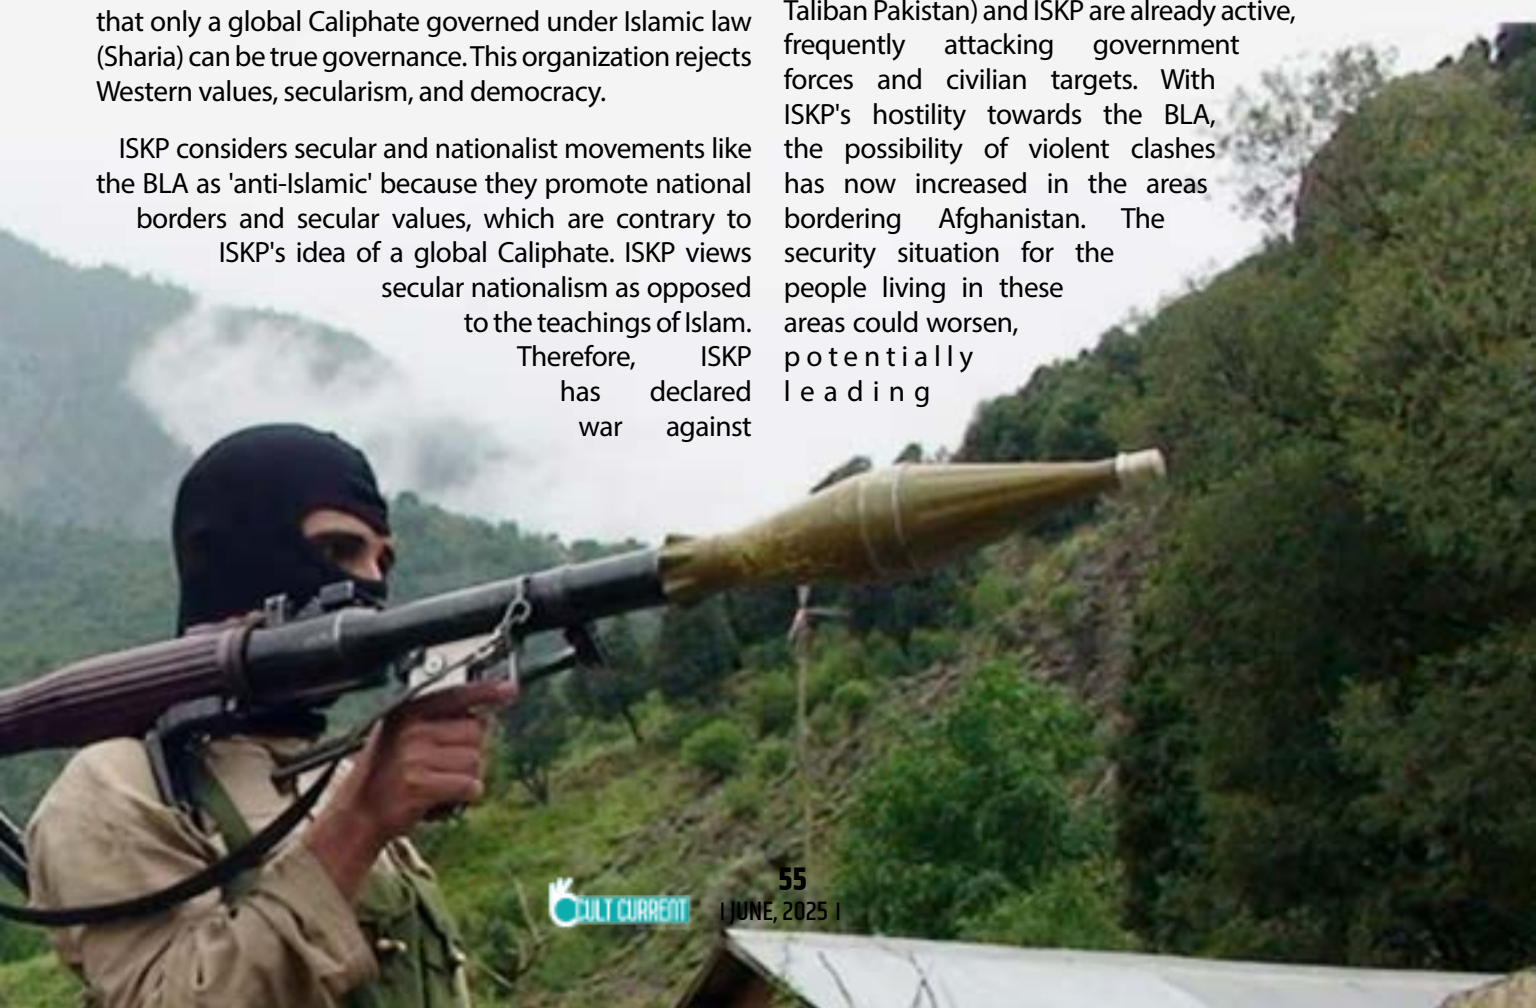 that only a global Caliphate governed under Islamic law
(Sharia) can be true governance. This organization rejects
Western values, secularism, and democracy.
ISKP considers secular and nationalist movements like
the BLA as 'anti-Islamic' because they promote national
borders and secular values, which are contrary to
ISKP's idea of a global Caliphate. ISKP views
secular nationalism as opposed
to the teachings of Islam.
Therefore, ISKP
has declared
war against
Taliban Pakistan) and ISKP are already active,
frequently attacking government
forces and civilian targets. With
ISKP's hostility towards the BLA,
the possibility of violent clashes
has now increased in the areas
bordering Afghanistan. The
security situation for the
people living in these
areas could worsen,
potentially
leading
CULT CURRENT
55
I JUNE, 2025 I